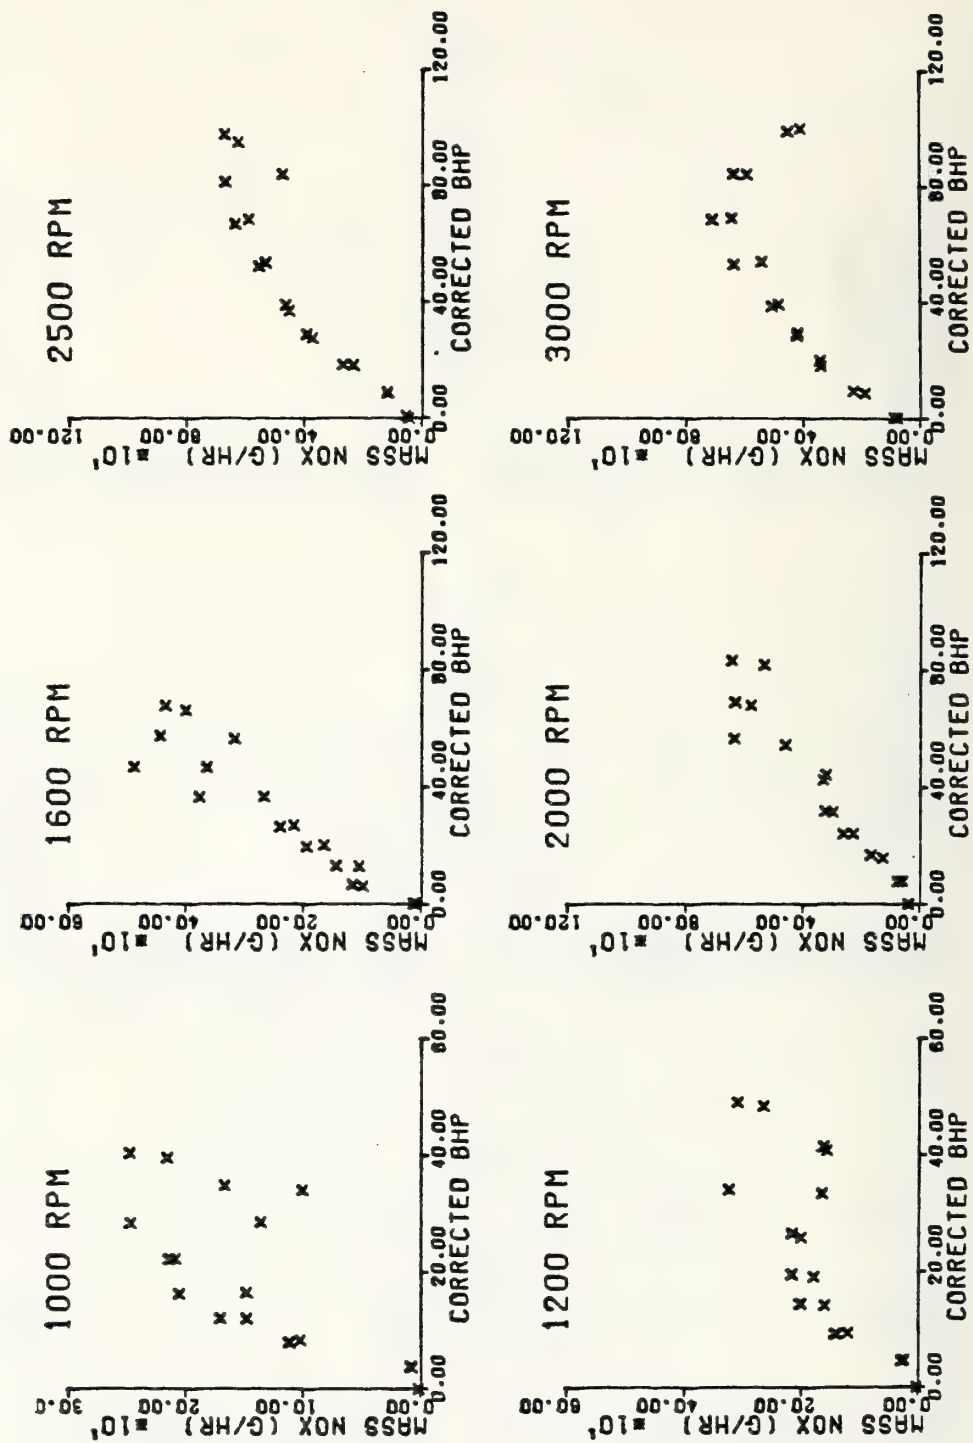 1000 RPM
30.00
20.00
10.00
0.00
MASS NOX (G/HR) *10¹
0.00 20.00 40.00 60.00
CORRECTED BHP
1600 RPM
60.00
40.00
20.00
0.00
MASS NOX (G/HR) *10¹
0.00 40.00 80.00 120.00
CORRECTED BHP
2500 RPM
120.00
80.00
40.00
0.00
MASS NOX (G/HR) *10¹
0.00 40.00 80.00 120.00
CORRECTED BHP
1200 RPM
60.00
40.00
20.00
0.00
MASS NOX (G/HR) *10¹
0.00 20.00 40.00 60.00
CORRECTED BHP
2000 RPM
120.00
80.00
40.00
0.00
MASS NOX (G/HR) *10¹
0.00 40.00 80.00 120.00
CORRECTED BHP
3000 RPM
120.00
80.00
40.00
0.00
MASS NOX (G/HR) *10¹
0.00 40.00 80.00 120.00
CORRECTED BHP